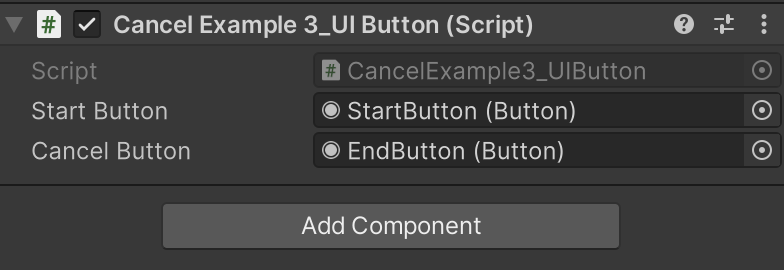 Cancel Example 3_UI Button (Script)
Script CancelExample3_UIButton
Start Button StartButton (Button)
Cancel Button EndButton (Button)
Add Component